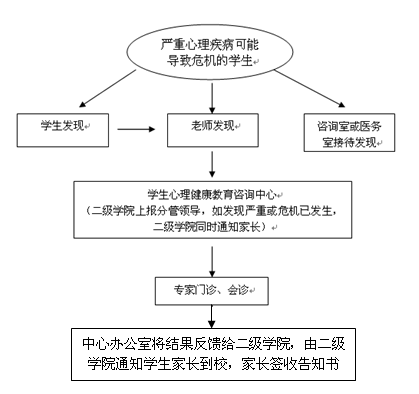 严重心理疾病可能
导致危机的学生
学生发现
老师发现
咨询室或医务
室接待发现
学生心理健康教育咨询中心
（二级学院上报分管领导，如发现严重或危机已发生，
二级学院同时通知家长）
专家门诊、会诊
中心办公室将结果反馈给二级学院，由二级
学院通知学生家长到校，家长签收告知书